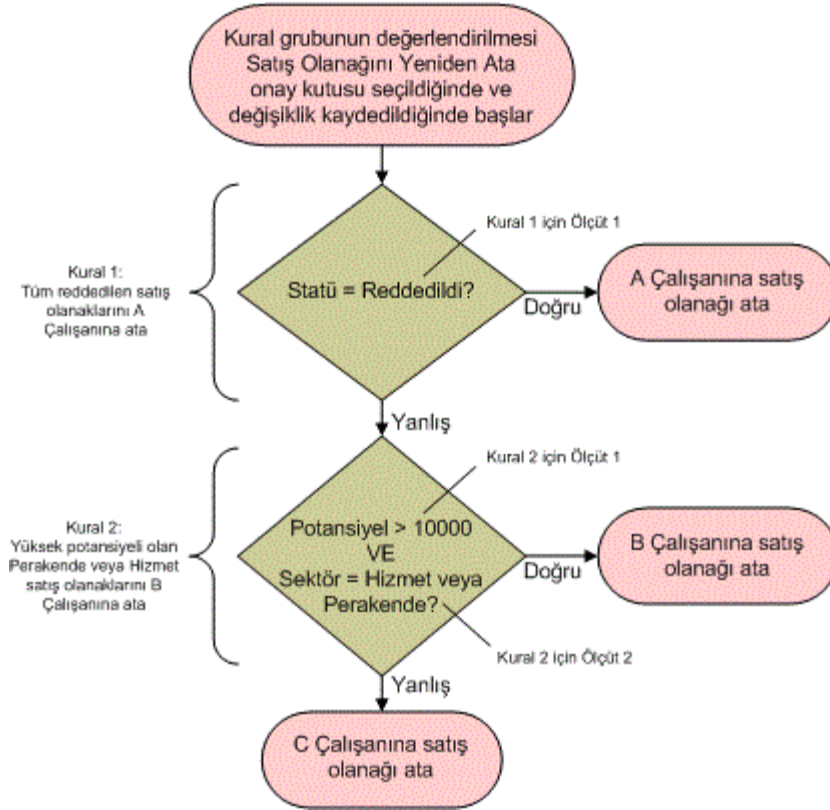 Kural grubunun değerlendirilmesi
Satış Olanağını Yeniden Ata
onay kutusu seçildiğinde ve
değişiklik kaydedildiğinde başlar
Kural 1 için Ölçüt 1
Kural 1:
Tüm reddedilen satış
olanaklarını A
Çalışanına ata
Statü = Reddedildi?
Doğru
A Çalışanına satış
olanağı ata
Yanlış
Kural 2 için Ölçüt 1
Kural 2:
Yüksek potansiyeli olan
Perakende veya Hizmet
satış olanaklarını B
Çalışanına ata
Potansiyel > 10000
VE
Sektör = Hizmet veya
Perakende?
Doğru
B Çalışanına satış
olanağı ata
Kural 2 için Ölçüt 2
Yanlış
C Çalışanına satış
olanağı ata